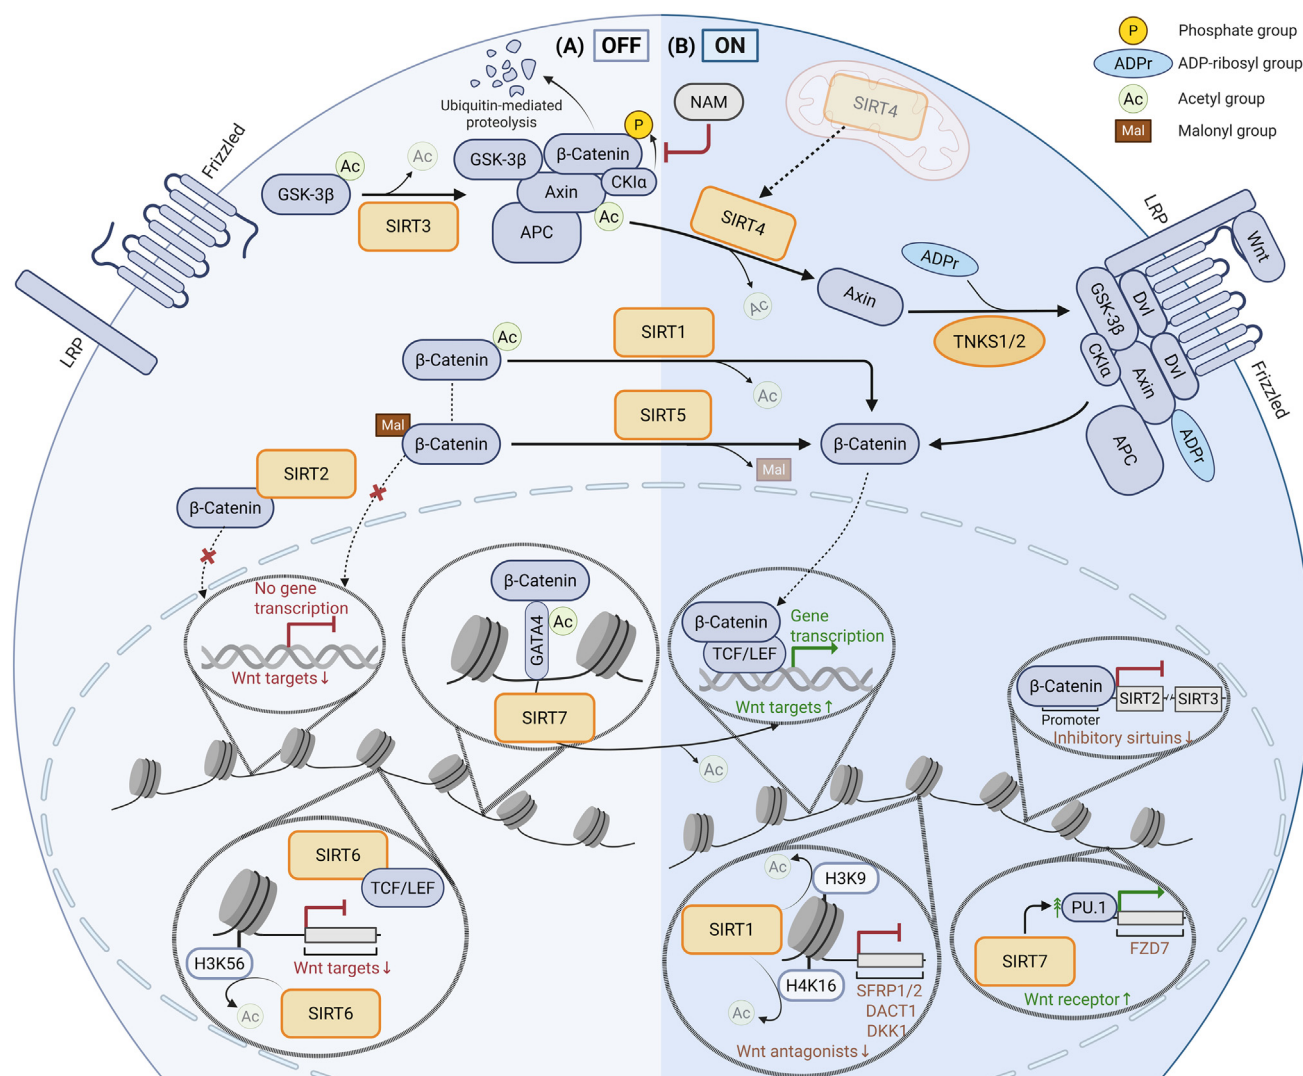 (A) OFF
(B) ON
P Phosphate group
ADPr ADP-ribosyl group
Ac Acetyl group
Mal Malonyl group
Ubiquitin-mediated
proteolysis
NAM
SIRT4
Frizzled
LRP
GSK-3β
Ac
Ac
SIRT3
GSK-3β
β-Catenin
P
CKIα
Axin
Ac
APC
SIRT4
Ac
Axin
ADPr
TNKS1/2
LRP
Wnt
GSK-3β
Dvl
CKIα
Axin
Dvl
Frizzled
APC
ADPr
β-Catenin
Ac
SIRT1
Ac
Mal
β-Catenin
SIRT5
Mal
β-Catenin
SIRT2
β-Catenin
No gene
transcription
Wnt targets↓
β-Catenin
GATA4
Ac
SIRT7
Ac
β-Catenin
TCF/LEF
Gene
transcription
Wnt targets↑
β-Catenin
SIRT2
SIRT3
Promoter
Inhibitory sirtuins↓
SIRT6
TCF/LEF
H3K56
Wnt targets↓
Ac
SIRT6
Ac
H3K9
SIRT1
H4K16
Ac
SFRP1/2
DACT1
DKK1
Wnt antagonists↓
PU.1
SIRT7
FZD7
Wnt receptor↑